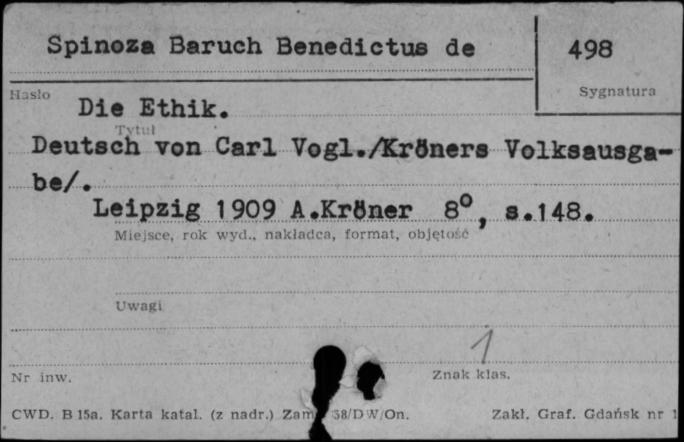 Spinoza Baruch Benedictus de
498
Hasło
Sygnatura
Die Ethik.
Tytuł
Deutsch von Carl Vogl./Kröners Volksausga-
be/.
Leipzig 1909 A.Kröner 8°, s.148.
Miejsce, rok wyd., nakładca, format, objętość
Uwagi
1
Nr inw.
Znak klas.
CWD. B 15a. Karta katal. (z nadr.) Zam 58/DW/On.
Zakł. Graf. Gdańsk nr 1